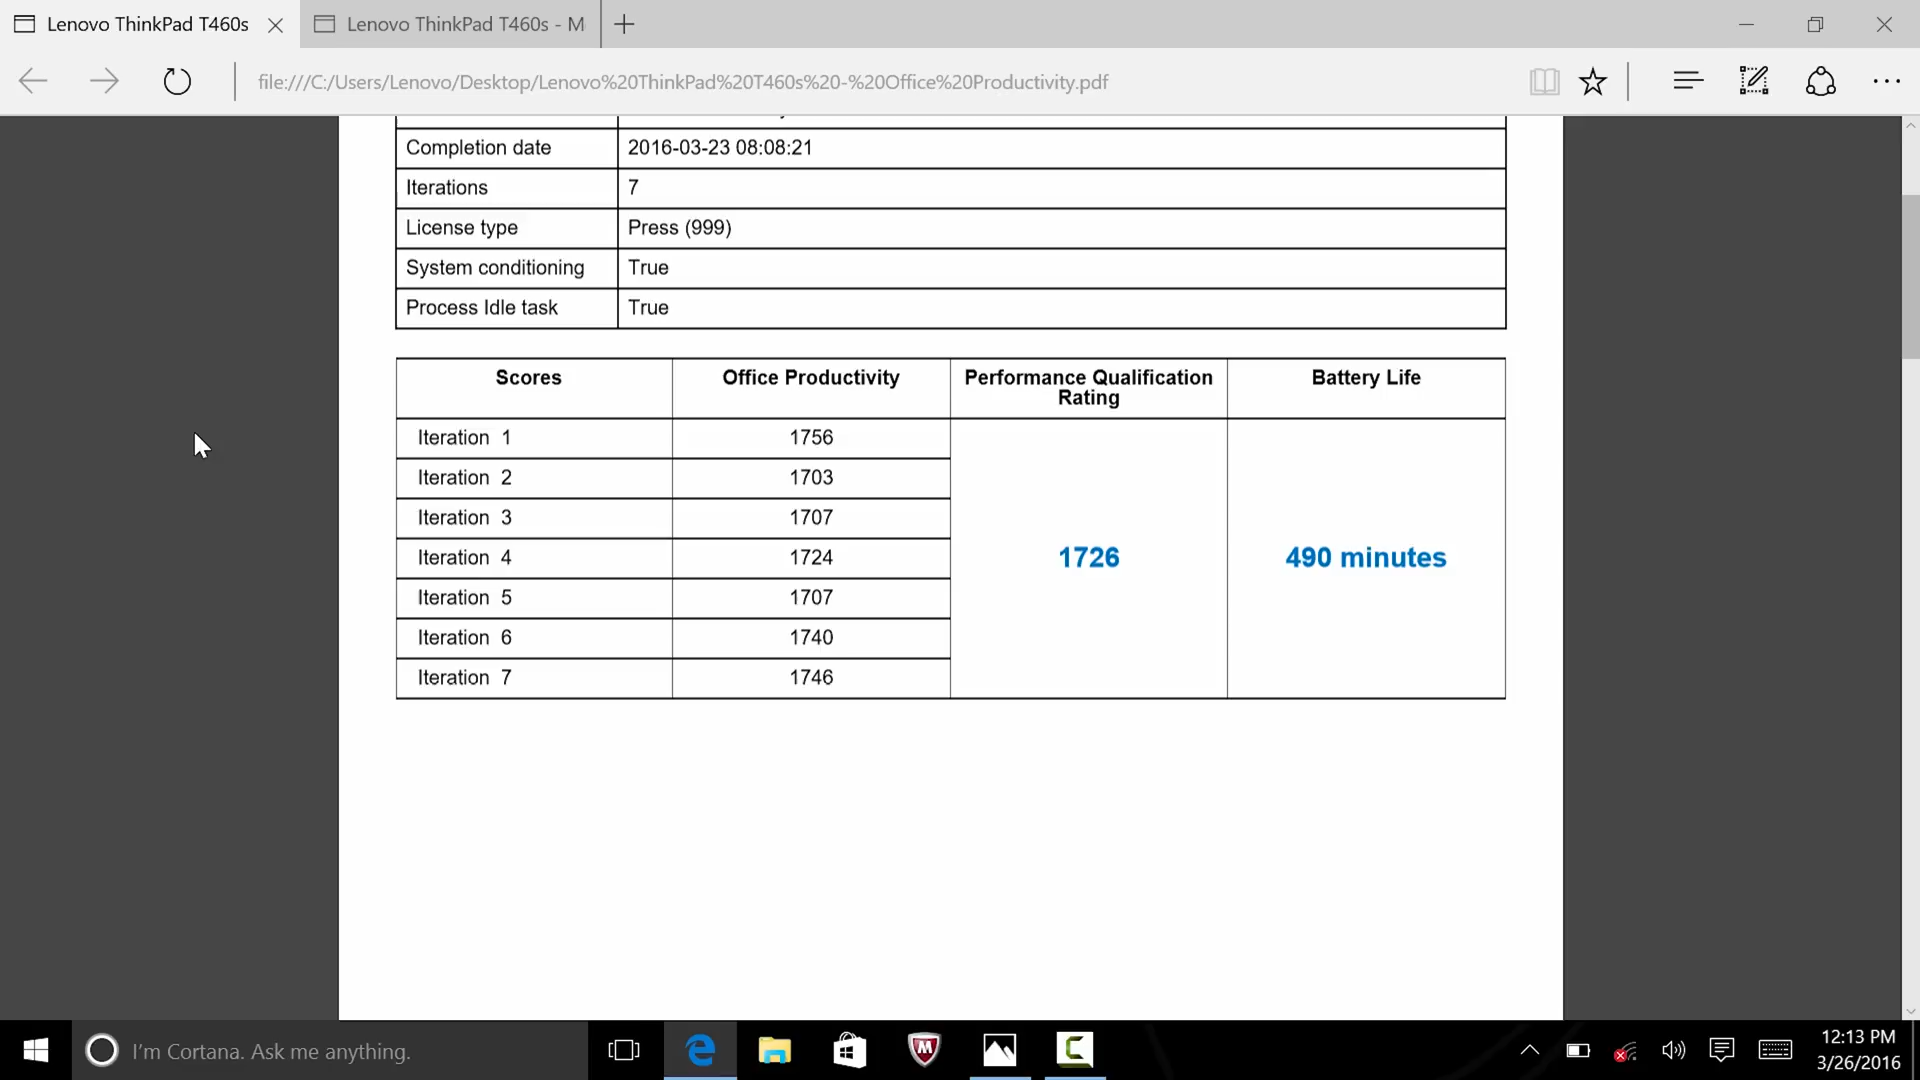 Lenovo ThinkPad T460s
Lenovo ThinkPad T460s - M
file:///C:/Users/Lenovo/Desktop/Lenovo%20ThinkPad%20T460s%20-%20Office%20Productivity.pdf
Completion date 2016-03-23 08:08:21
Iterations 7
License type Press (999)
System conditioning True
Process Idle task True
Scores Office Productivity Performance Qualification Rating Battery Life
Iteration 1 1756
Iteration 2 1703
Iteration 3 1707
Iteration 4 1724 1726 490 minutes
Iteration 5 1707
Iteration 6 1740
Iteration 7 1746
I'm Cortana. Ask me anything.
12:13 PM
3/26/2016